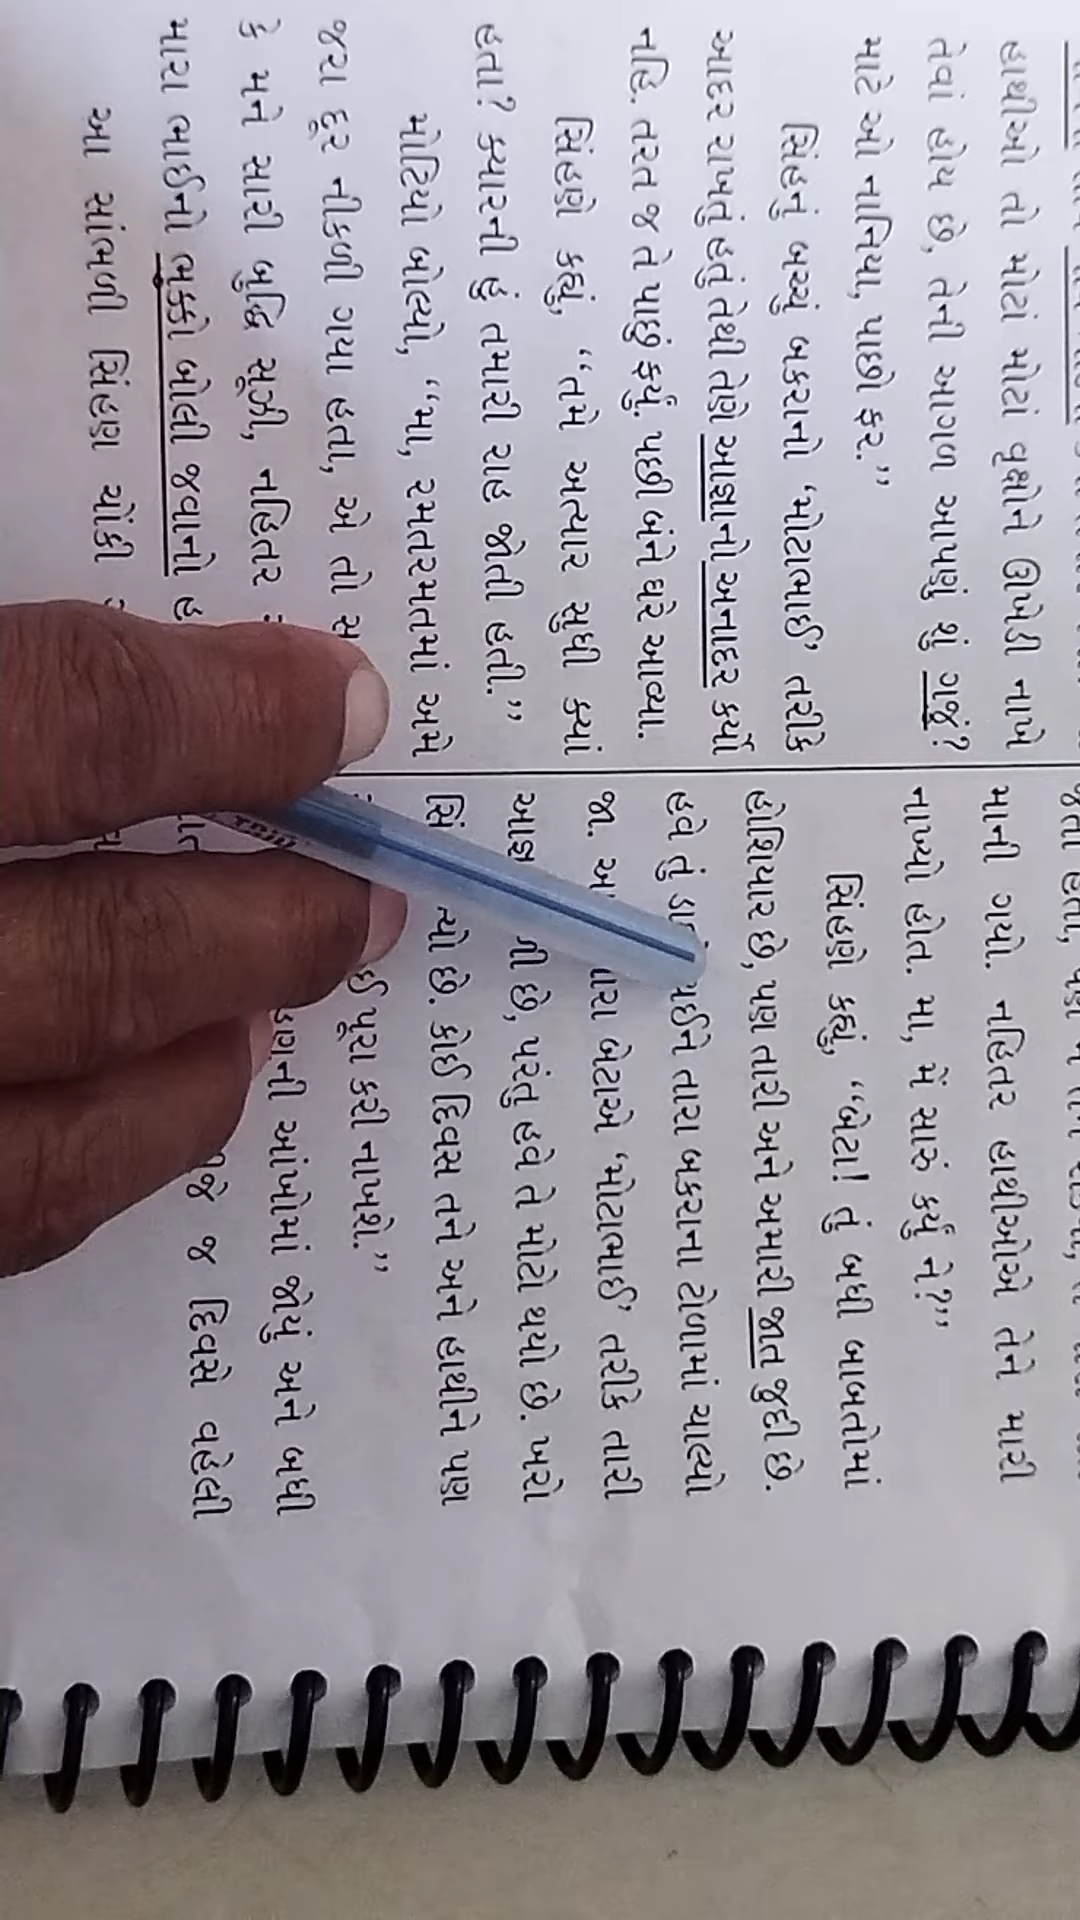 હાથીઓ તો મોટાં મોટાં વૃક્ષોને ઊખેડી નાખે
તેવાં હોય છે, તેની આગળ આપણું શું ગજું?
માટે ઓ નાનિયા, પાછો ફર.”
સિંહનું બચ્ચું બકરાનો ‘મોટાભાઈ’ તરીકે
આદર રાખતું હતું તેથી તેણે આજ્ઞાનો અનાદર કર્યો
નહિ. તરત જ તે પાછું ફર્યું. પછી બંને ઘરે આવ્યા.
સિંહણે કહ્યું, “તમે અત્યાર સુધી ક્યાં
હતા? ક્યારની હું તમારી રાહ જોતી હતી.”
મોટિયો બોલ્યો, “મા, રમતરમતમાં અમે
જરા દૂર નીકળી ગયા હતા, એ તો
કે મને સારી બુદ્ધિ સૂઝી, નહિતર
મારા ભાઈનો ભુક્કો બોલી જવાનો
આ સાંભળી સિંહણ ચોંકી
માની ગયો. નહિતર હાથીઓએ તેને મારી
નાખ્યો હોત. મા, મેં સારું કર્યું ને?”
સિંહણે કહ્યું, “બેટા! તું બધી બાબતોમાં
હોશિયાર છે, પણ તારી અને અમારી જાત જુદી છે.
હવે તું તારા બકરાના ટોળામાં ચાલ્યો
જા. બેટાએ ‘મોટાભાઈ’ તરીકે તારી
છે, પરંતુ હવે તે મોટો થયો છે. ખરો
છે. કોઈ દિવસ તને અને હાથીને પણ
પૂરા કરી નાખશે.”
આંખોમાં જોયું અને બધી
જ દિવસે વહેલી